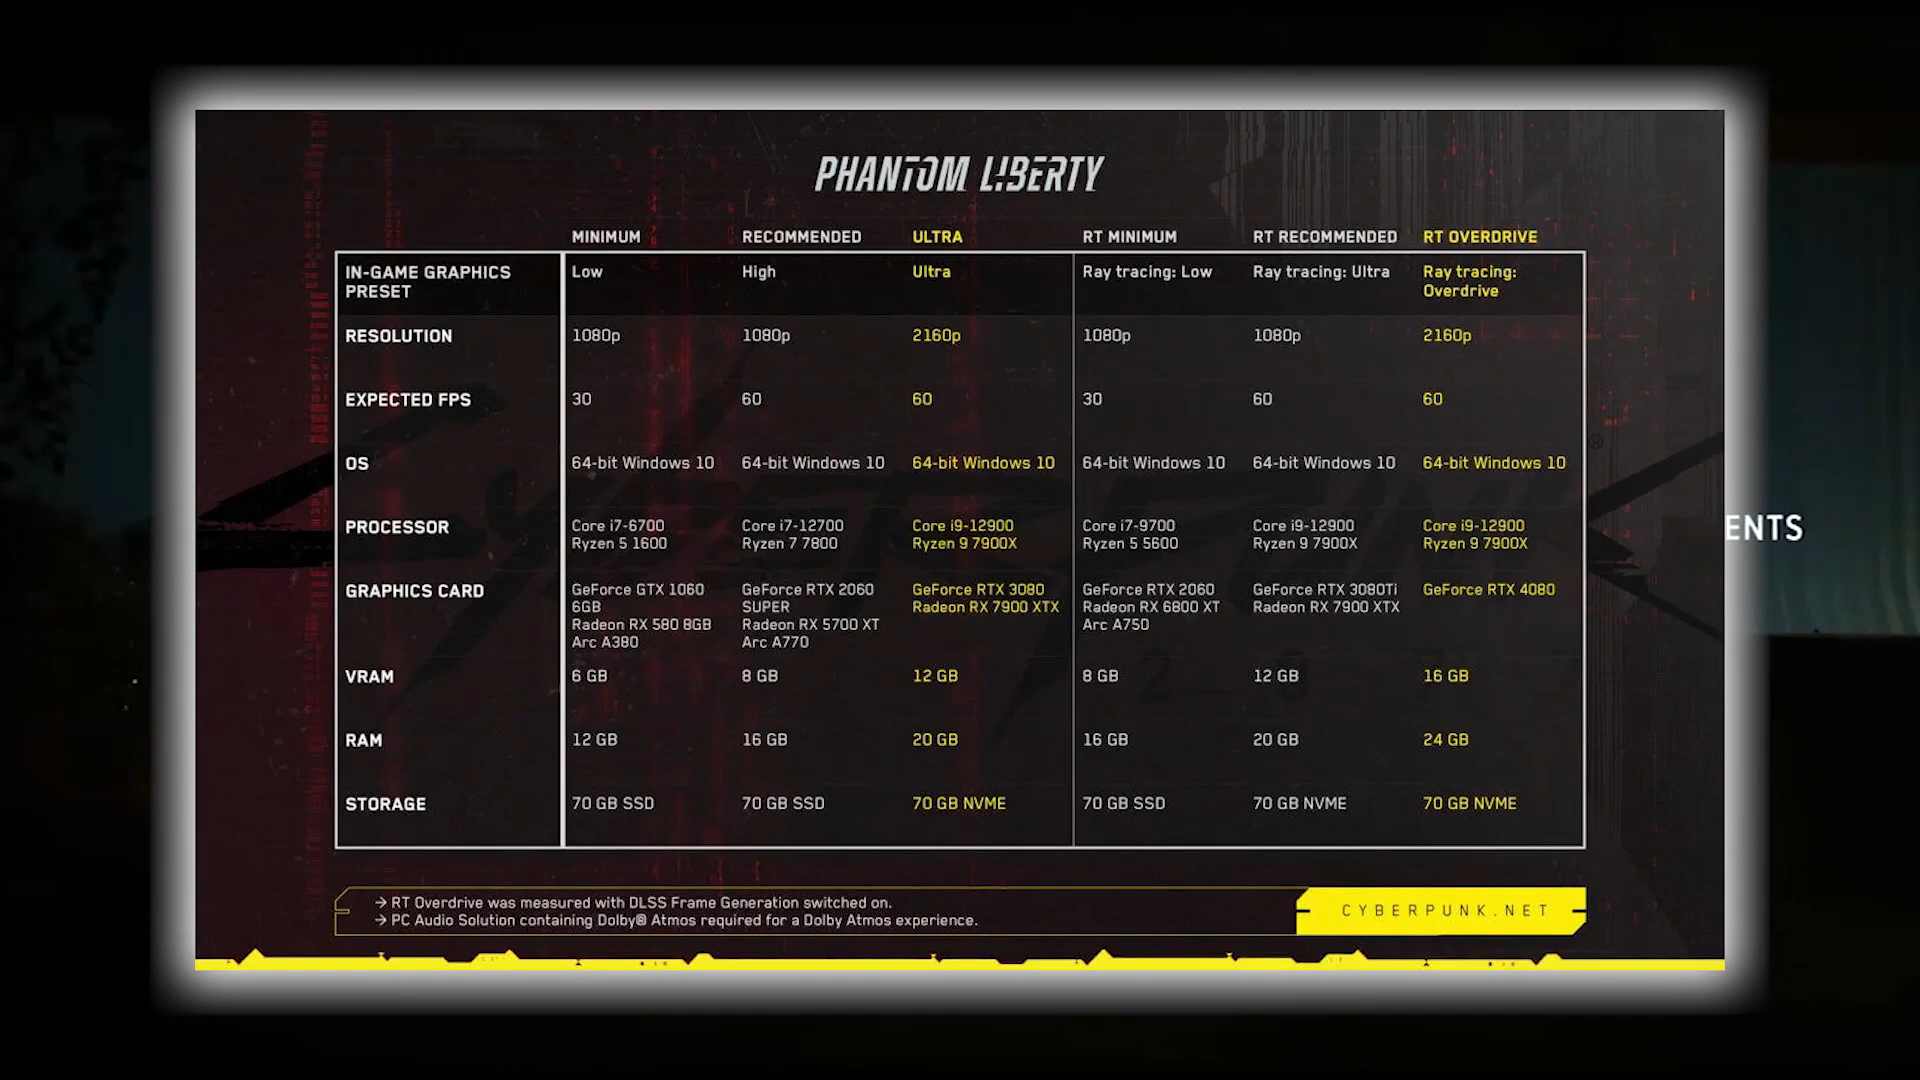 PHANTOM L!BERTY
MINIMUM RECOMMENDED ULTRA RT MINIMUM RT RECOMMENDED RT OVERDRIVE
IN-GAME GRAPHICS PRESET Low High Ultra Ray tracing: Low Ray tracing: Ultra Ray tracing: Overdrive
RESOLUTION 1080p 1080p 2160p 1080p 1080p 2160p
EXPECTED FPS 30 60 60 30 60 60
OS 64-bit Windows 10 64-bit Windows 10 64-bit Windows 10 64-bit Windows 10 64-bit Windows 10 64-bit Windows 10
PROCESSOR Core i7-6700 Core i7-12700 Core i9-12900 Core i7-9700 Core i9-12900 Core i9-12900
Ryzen 5 1600 Ryzen 7 7800 Ryzen 9 7900X Ryzen 5 5600 Ryzen 9 7900X Ryzen 9 7900X
ENTS
GRAPHICS CARD GeForce GTX 1060 GeForce RTX 2060 GeForce RTX 3080 GeForce RTX 2060 GeForce RTX 3080Ti GeForce RTX 4080
6GB SUPER Radeon RX 7900 XTX Radeon RX 6800 XT Radeon RX 7900 XTX
Radeon RX 580 8GB Radeon RX 5700 XT Arc A750
Arc A380 Arc A770
VRAM 6 GB 8 GB 12 GB 8 GB 12 GB 16 GB
RAM 12 GB 16 GB 20 GB 16 GB 20 GB 24 GB
STORAGE 70 GB SSD 70 GB SSD 70 GB NVME 70 GB SSD 70 GB NVME 70 GB NVME
→ RT Overdrive was measured with DLSS Frame Generation switched on.
→ PC Audio Solution containing Dolby® Atmos required for a Dolby Atmos experience.
CYBERPUNK.NET